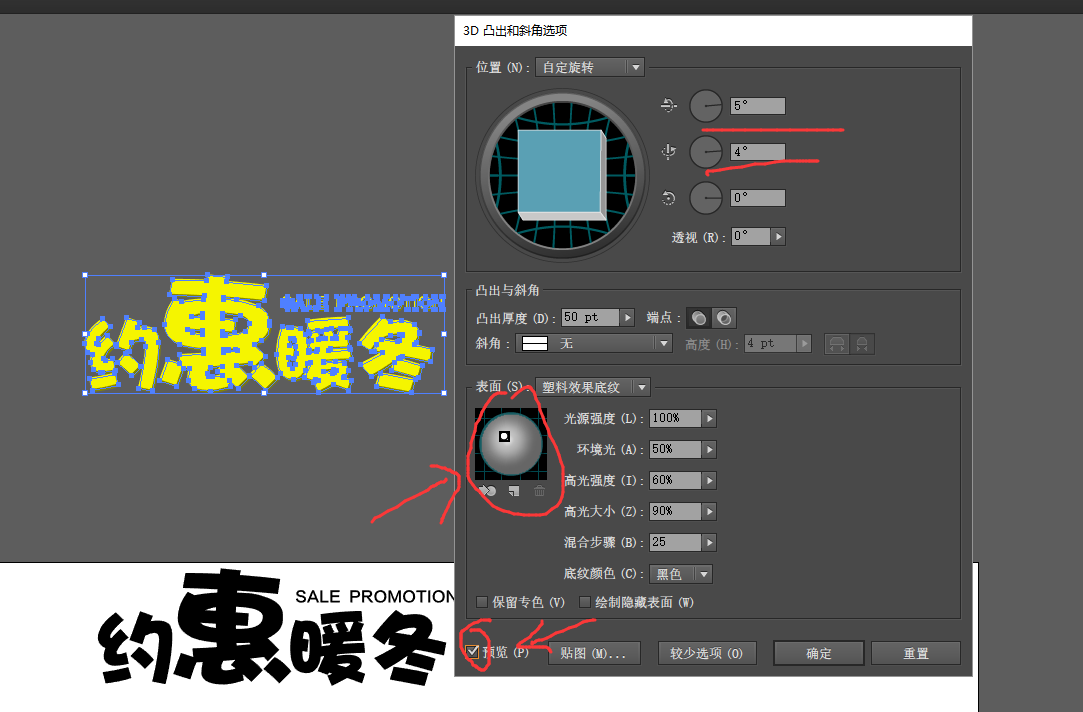 3D 凸出和斜角选项
位置 (N): 自定旋转
5°
4°
0°
透视 (R): 0°
凸出与斜角
凸出厚度 (D): 50 pt 端点:
斜角: 无 高度 (H): 4 pt
表面 (S): 塑料效果底纹
光源强度 (L): 100%
环境光 (A): 50%
高光强度 (I): 60%
高光大小 (Z): 90%
混合步骤 (B): 25
底纹颜色 (C): 黑色
保留专色 (V) 绘制隐藏表面 (W)
预览 (P) 贴图 (M)... 较少选项 (O) 确定 重置
SALE PROMOTION
约惠暖冬
SALE PROMOTION
约惠暖冬